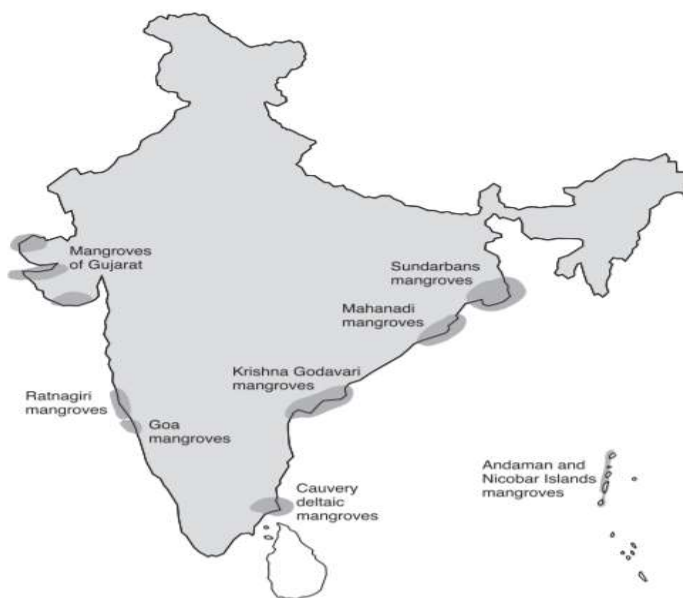 Mangroves
of Gujarat
Sundarbans
mangroves
Mahanadi
mangroves
Krishna Godavari
mangroves
Ratnagiri
mangroves
Goa
mangroves
Andaman and
Nicobar Islands
mangroves
Cauvery
deltaic
mangroves